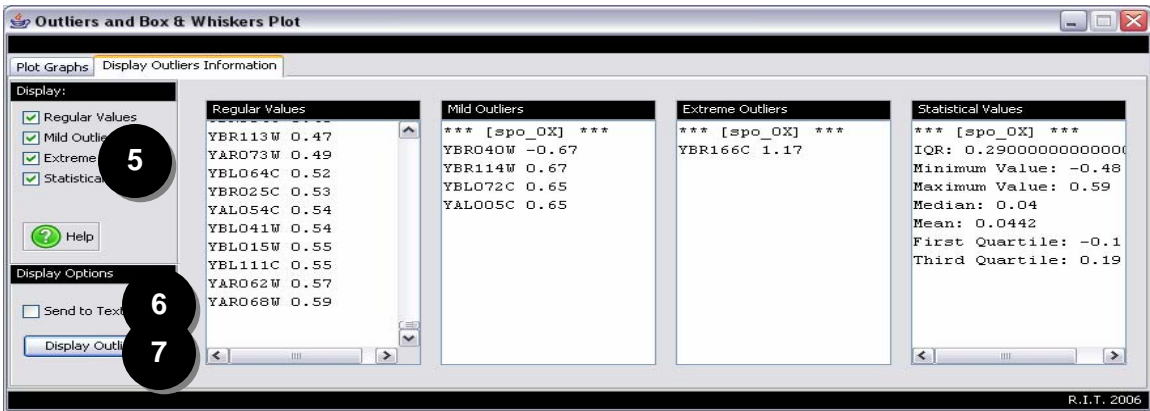 Outliers and Box & Whiskers Plot
Plot Graphs
Display Outliers Information
Display:
Regular Values
Mild Outlie
Extreme
Statistical
5
Help
Display Options
Send to Text
6
Display Outli
7
Regular Values
YBR113W 0.47
YAR073W 0.49
YBL064C 0.52
YBR025C 0.53
YAL054C 0.54
YBL041W 0.54
YBL015W 0.55
YBL111C 0.55
YAR062W 0.57
YAR068W 0.59
Mild Outliers
*** [spo_0X] ***
YBR040W -0.67
YBR114W 0.67
YBL072C 0.65
YAL005C 0.65
Extreme Outliers
*** [spo_0X] ***
YBR166C 1.17
Statistical Values
*** [spo_0X] ***
IQR: 0.29000000000000
Minimum Value: -0.48
Maximum Value: 0.59
Median: 0.04
Mean: 0.0442
First Quartile: -0.1
Third Quartile: 0.19
R.I.T. 2006